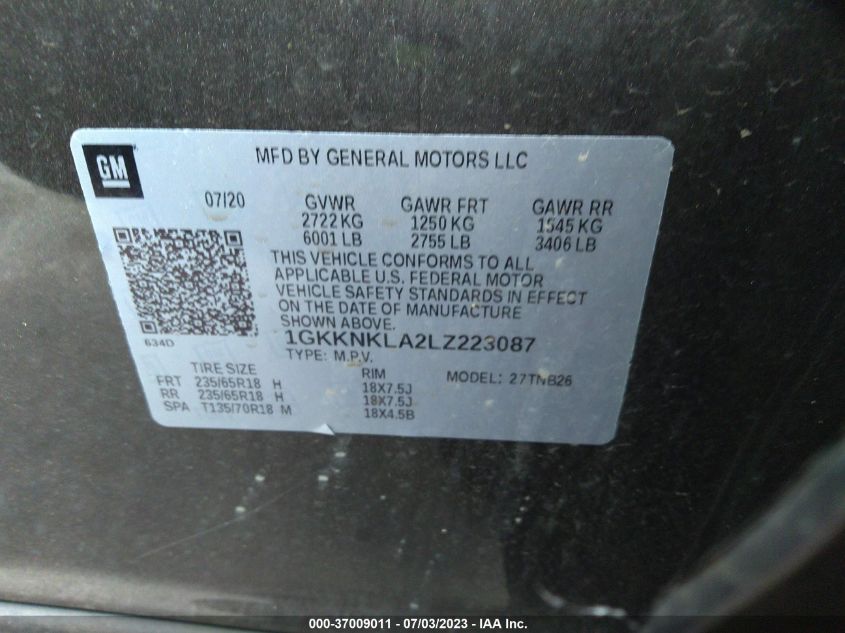 GM
MFD BY GENERAL MOTORS LLC
07/20 GVWR GAWR FRT GAWR RR
2722 KG 1250 KG 1545 KG
6001 LB 2755 LB 3406 LB
THIS VEHICLE CONFORMS TO ALL
APPLICABLE U.S. FEDERAL MOTOR
VEHICLE SAFETY STANDARDS IN EFFECT
ON THE DATE OF MANUFACTURE
SHOWN ABOVE.
634D
1GKKNKLA2LZ223087
TYPE: M.P.V.
TIRE SIZE RIM MODEL: 27TNB26
FRT 235/65R18 H 18X7.5J
RR 235/65R18 H 18X7.5J
SPA T135/70R18 M 18X4.5B
000-37009011 - 07/03/2023 - IAA Inc.